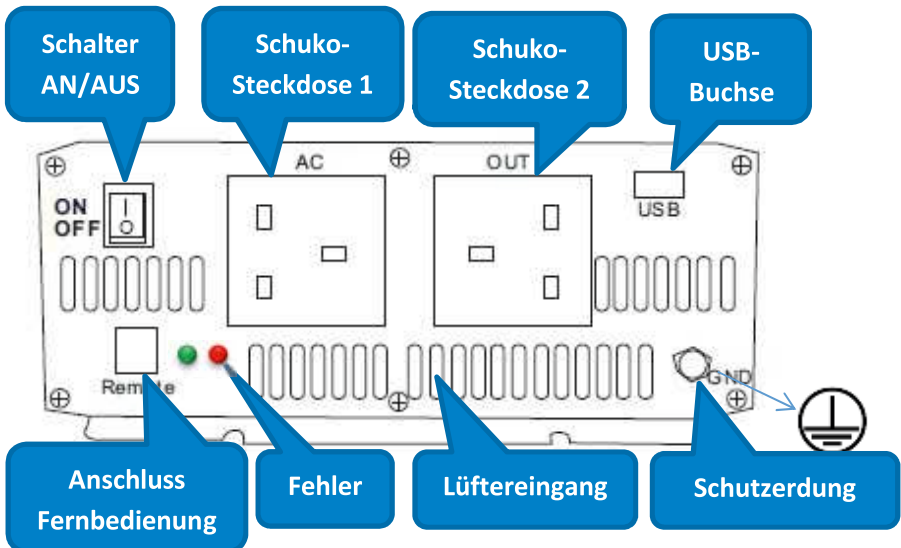 Schalter
AN/AUS
Schuko-
Steckdose 1
Schuko-
Steckdose 2
USB-
Buchse
AC
OUT
ON
OFF
USB
Remote
GND
Anschluss
Fernbedienung
Fehler
Lüftereingang
Schutzerdung